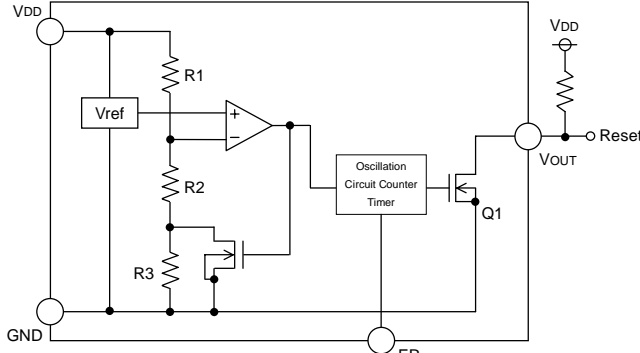 VDD
VDD
R1
Vref
+
−
Reset
VOUT
Oscillation
Circuit Counter
Timer
R2
Q1
R3
GND